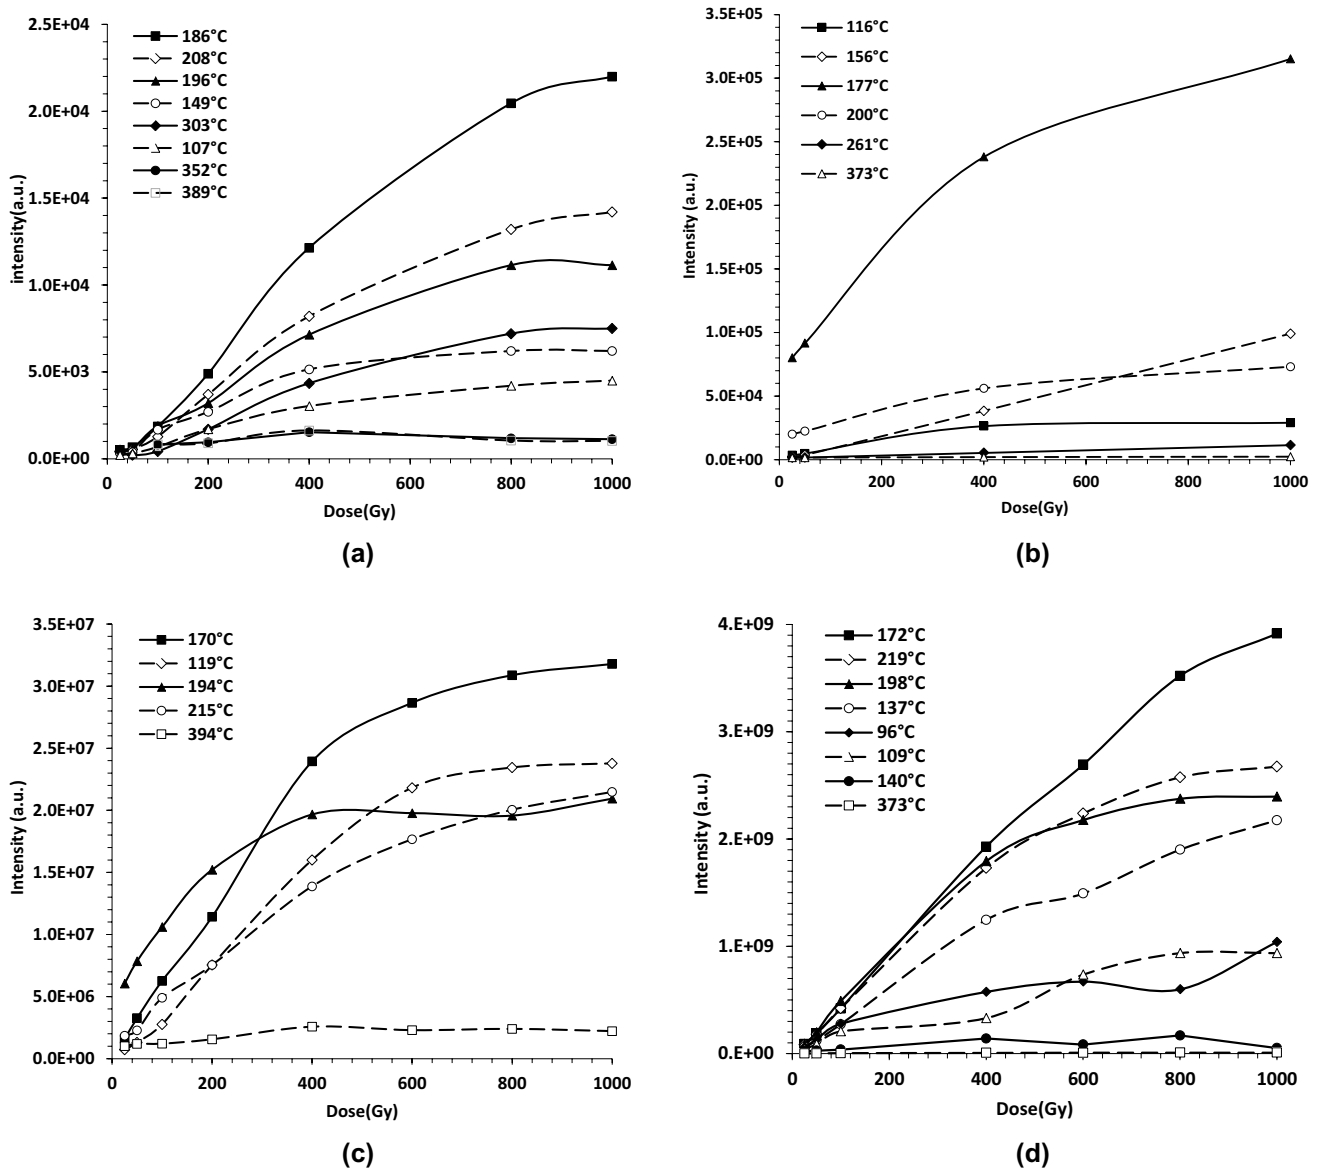 2.5E+04
2.0E+04
1.5E+04
1.0E+04
5.0E+03
0.0E+00
intensity(a.u.)
186°C
208°C
196°C
149°C
303°C
107°C
352°C
389°C
0 200 400 600 800 1000
Dose(Gy)
(a)
3.5E+05
3.0E+05
2.5E+05
2.0E+05
1.5E+05
1.0E+05
5.0E+04
0.0E+00
Intensity (a.u.)
116°C
156°C
177°C
200°C
261°C
373°C
0 200 400 600 800 1000
Dose(Gy)
(b)
3.5E+07
3.0E+07
2.5E+07
2.0E+07
1.5E+07
1.0E+07
5.0E+06
0.0E+00
Intensity (a.u.)
170°C
119°C
194°C
215°C
394°C
0 200 400 600 800 1000
Dose(Gy)
(c)
4.E+09
3.E+09
2.E+09
1.E+09
0.E+00
Intensity (a.u.)
172°C
219°C
198°C
137°C
96°C
109°C
140°C
373°C
0 200 400 600 800 1000
Dose(Gy)
(d)